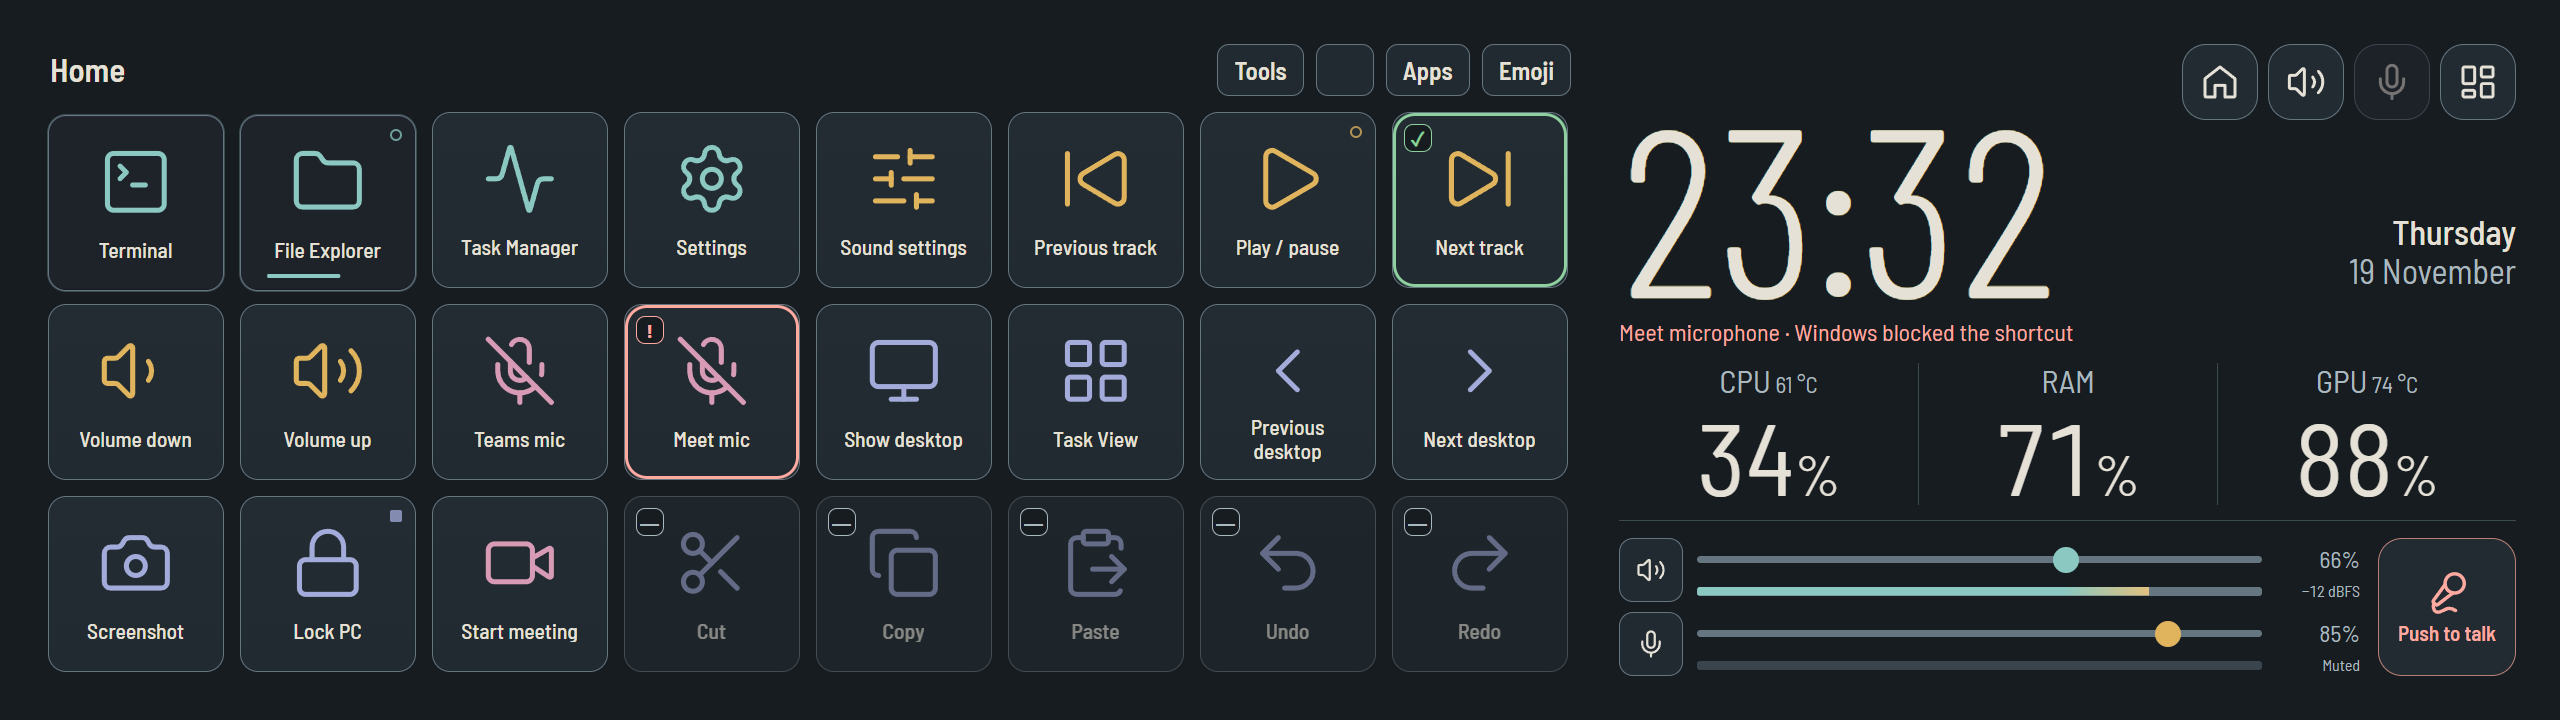 Home
Tools
Apps
Emoji
Terminal
File Explorer
Task Manager
Settings
Sound settings
Previous track
Play / pause
Next track
Volume down
Volume up
Teams mic
Meet mic
Show desktop
Task View
Previous
desktop
Next desktop
Screenshot
Lock PC
Start meeting
Cut
Copy
Paste
Undo
Redo
23:32
Thursday
19 November
Meet microphone · Windows blocked the shortcut
CPU 61 °C
34%
RAM
71%
GPU 74 °C
88%
66%
−12 dBFS
85%
Muted
Push to talk